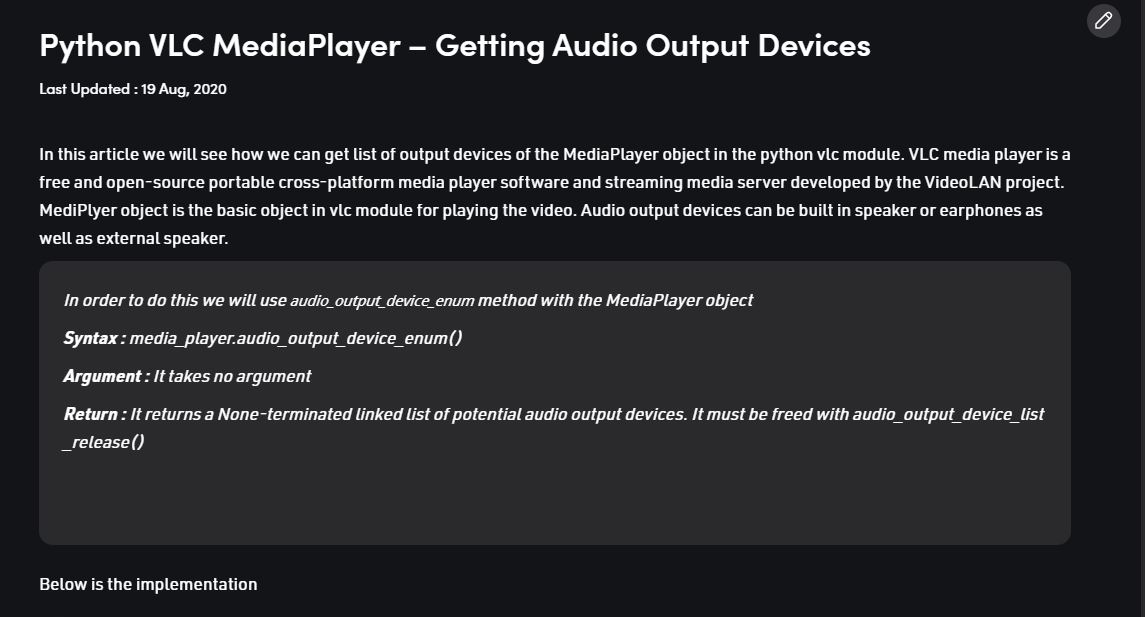 Python VLC MediaPlayer – Getting Audio Output Devices
Last Updated : 19 Aug, 2020
In this article we will see how we can get list of output devices of the MediaPlayer object in the python vlc module. VLC media player is a
free and open-source portable cross-platform media player software and streaming media server developed by the VideoLAN project.
MediPlyer object is the basic object in vlc module for playing the video. Audio output devices can be built in speaker or earphones as
well as external speaker.
In order to do this we will use audio_output_device_enum method with the MediaPlayer object
Syntax : media_player.audio_output_device_enum()
Argument : It takes no argument
Return : It returns a None-terminated linked list of potential audio output devices. It must be freed with audio_output_device_list
_release()
Below is the implementation